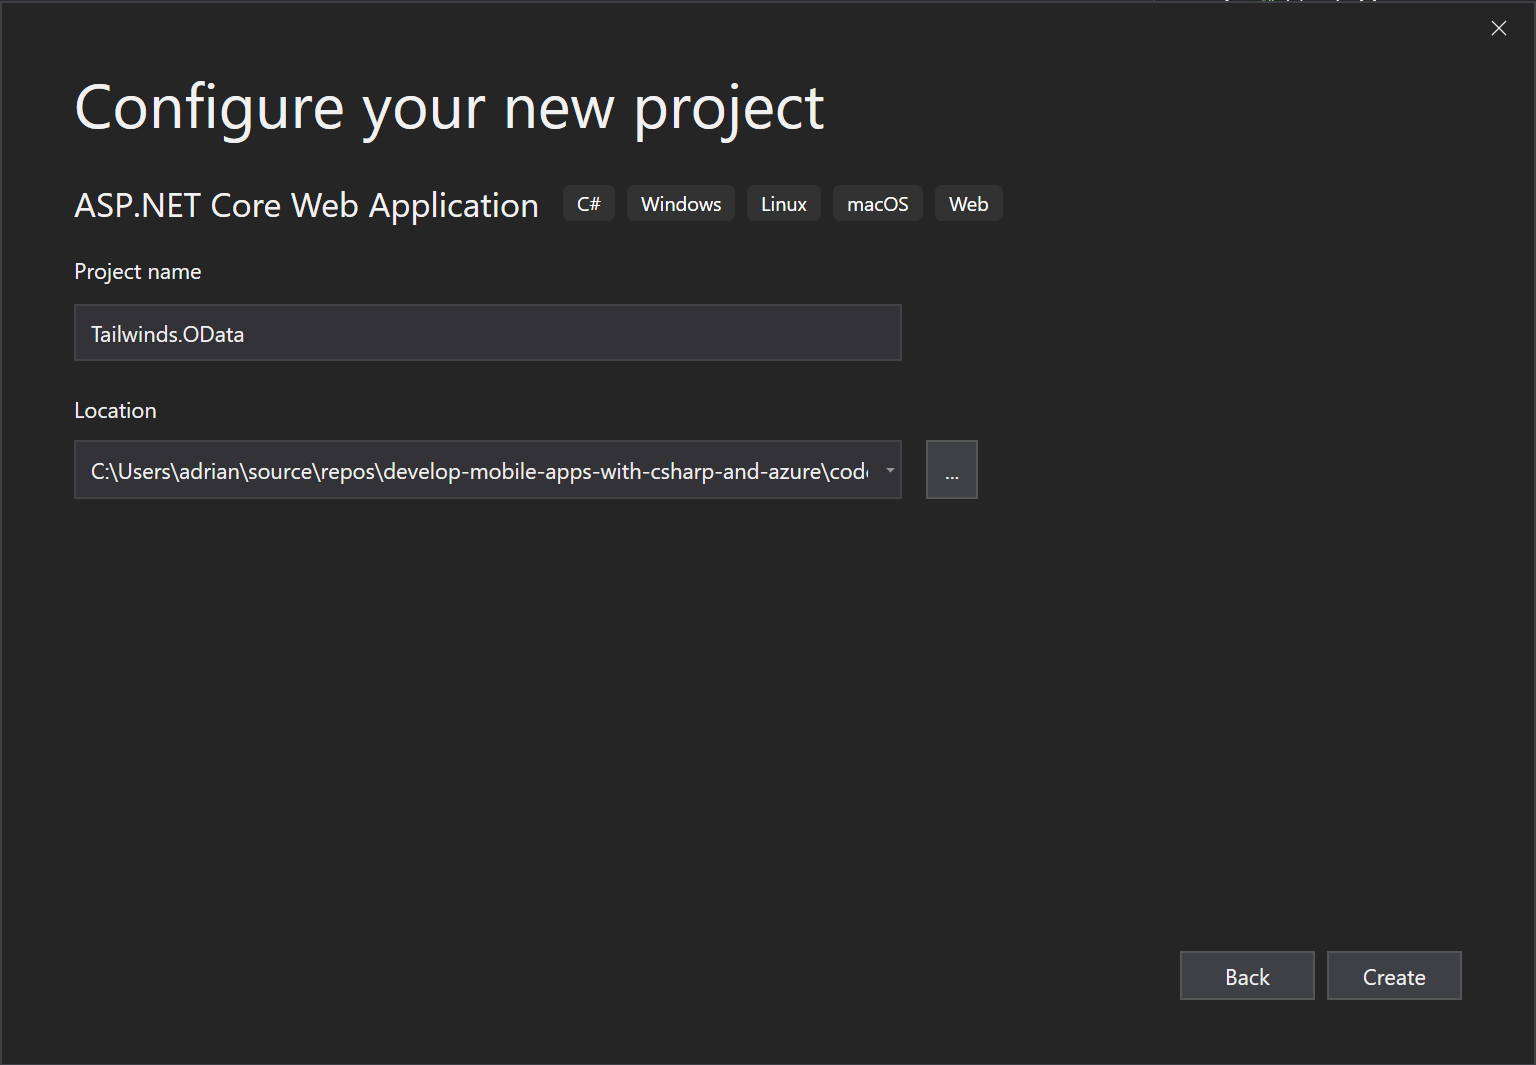 Configure your new project
ASP.NET Core Web Application C# Windows Linux macOS Web
Project name
Tailwinds.OData
Location
C:\Users\adrian\source\repos\develop-mobile-apps-with-csharp-and-azure\cod
...
Back Create